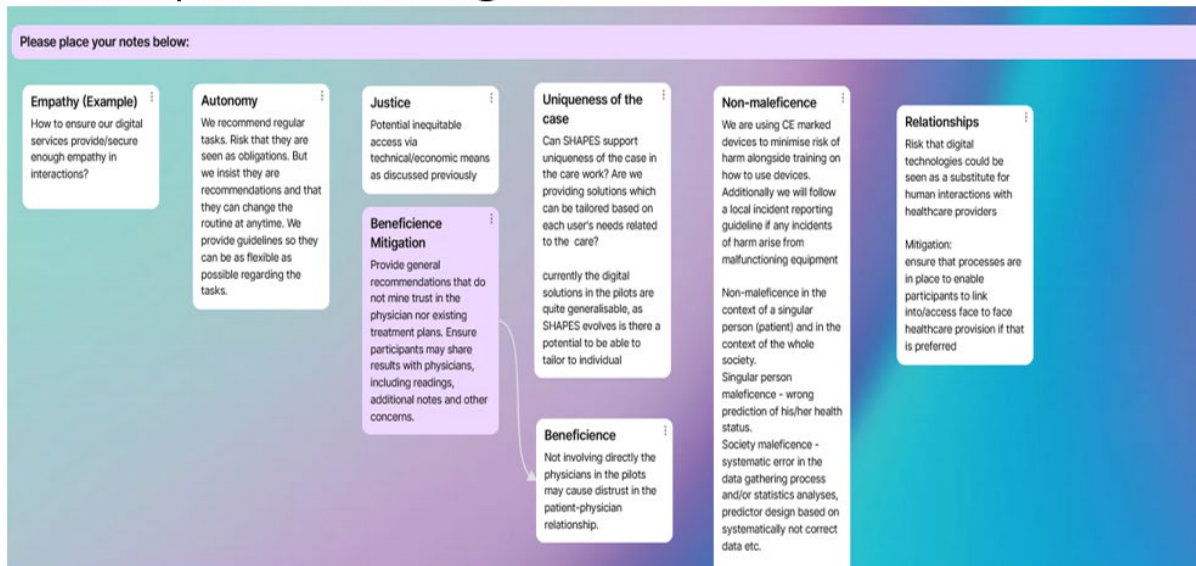 Please place your notes below:
Empathy (Example)
How to ensure our digital
services provide/secure
enough empathy in
interactions?
Autonomy
We recommend regular
tasks. Risk that they are
seen as obligations. But
we insist they are
recommendations and that
they can change the
routine at anytime. We
provide guidelines so they
can be as flexible as
possible regarding the
tasks.
Justice
Potential inequitable
access via
technical/economic means
as discussed previously
Beneficience
Mitigation
Provide general
recommendations that do
not mine trust in the
physician nor existing
treatment plans. Ensure
participants may share
results with physicians,
including readings,
additional notes and other
concerns.
Uniqueness of the
case
Can SHAPES support
uniqueness of the case in
the care work? Are we
providing solutions which
can be tailored based on
each user's needs related
to the care?
currently the digital
solutions in the pilots are
quite generalisable, as
SHAPES evolves is there a
potential to be able to
tailor to individual
Beneficience
Not involving directly the
physicians in the pilots
may cause distrust in the
patient-physician
relationship.
Non-maleficence
We are using CE marked
devices to minimise risk of
harm alongside training on
how to use devices.
Additionally we will follow
a local incident reporting
guideline if any incidents
of harm arise from
malfunctioning equipment
Non-maleficence in the
context of a singular
person (patient) and in the
context of the whole
society.
Singular person
maleficence - wrong
prediction of his/her health
status.
Society maleficence -
systematic error in the
data gathering process
and/or statistics analyses,
predictor design based on
systematically not correct
data etc.
Relationships
Risk that digital
technologies could be
seen as a substitute for
human interactions with
healthcare providers
Mitigation:
ensure that processes are
in place to enable
participants to link
into/access face to face
healthcare provision if that
is preferred